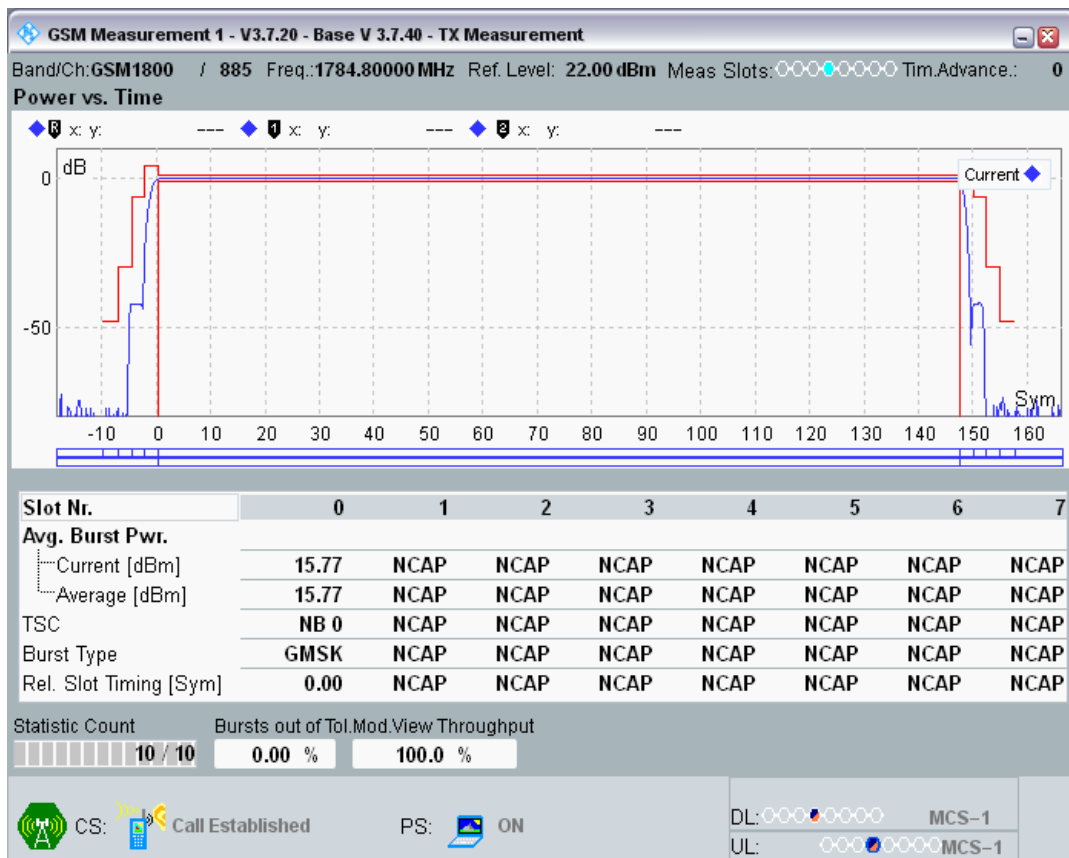 GSM Measurement 1 - V3.7.20 - Base V 3.7.40 - TX Measurement
Band/Ch:GSM1800 / 885 Freq.:1784.80000 MHz Ref. Level: 22.00 dBm Meas Slots: Tim.Advance.: 0
Power vs. Time
R x: y: --- 1 x: y: --- 2 x: y: ---
dB
Current
0
-50
Sym
-10 0 10 20 30 40 50 60 70 80 90 100 110 120 130 140 150 160
Slot Nr. 0 1 2 3 4 5 6 7
Avg. Burst Pwr.
Current [dBm] 15.77 NCAP NCAP NCAP NCAP NCAP NCAP NCAP
Average [dBm] 15.77 NCAP NCAP NCAP NCAP NCAP NCAP NCAP
TSC NB 0 NCAP NCAP NCAP NCAP NCAP NCAP NCAP
Burst Type GMSK NCAP NCAP NCAP NCAP NCAP NCAP NCAP
Rel. Slot Timing [Sym] 0.00 NCAP NCAP NCAP NCAP NCAP NCAP NCAP
Statistic Count Bursts out of Tol.Mod.View Throughput
10 / 10 0.00 % 100.0 %
CS: Call Established PS: ON
DL: MCS-1
UL: MCS-1